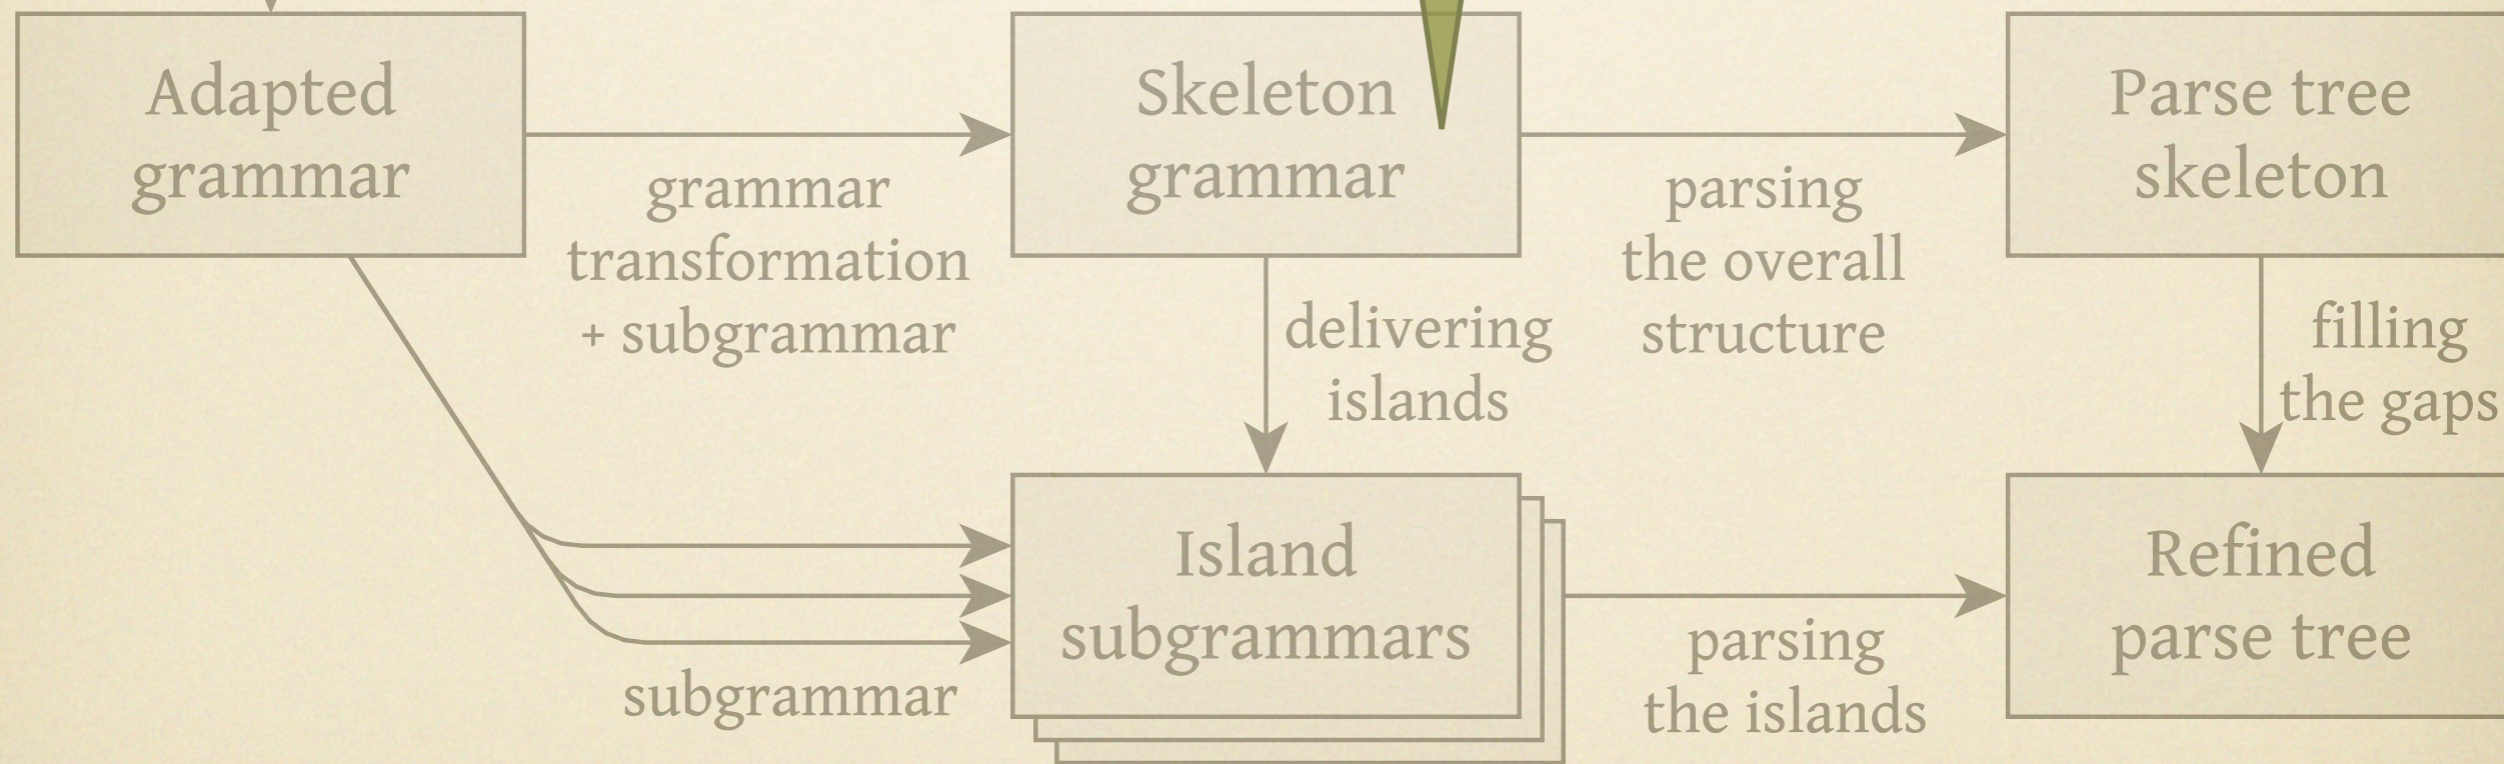 Adapted
grammar
grammar
transformation
+ subgrammar
Skeleton
grammar
parsing
the overall
structure
Parse tree
skeleton
delivering
islands
filling
the gaps
subgrammar
Island
subgrammars
parsing
the islands
Refined
parse tree